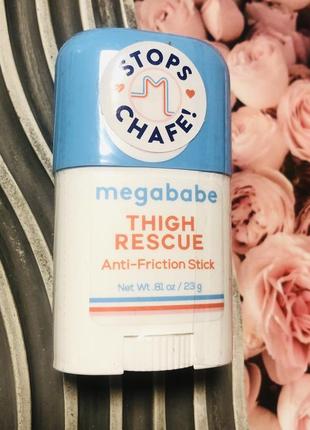 STOPS
M
CHAFE!
megababe
THIGH
RESCUE
Anti-Friction Stick
Net Wt .81 oz / 23 g